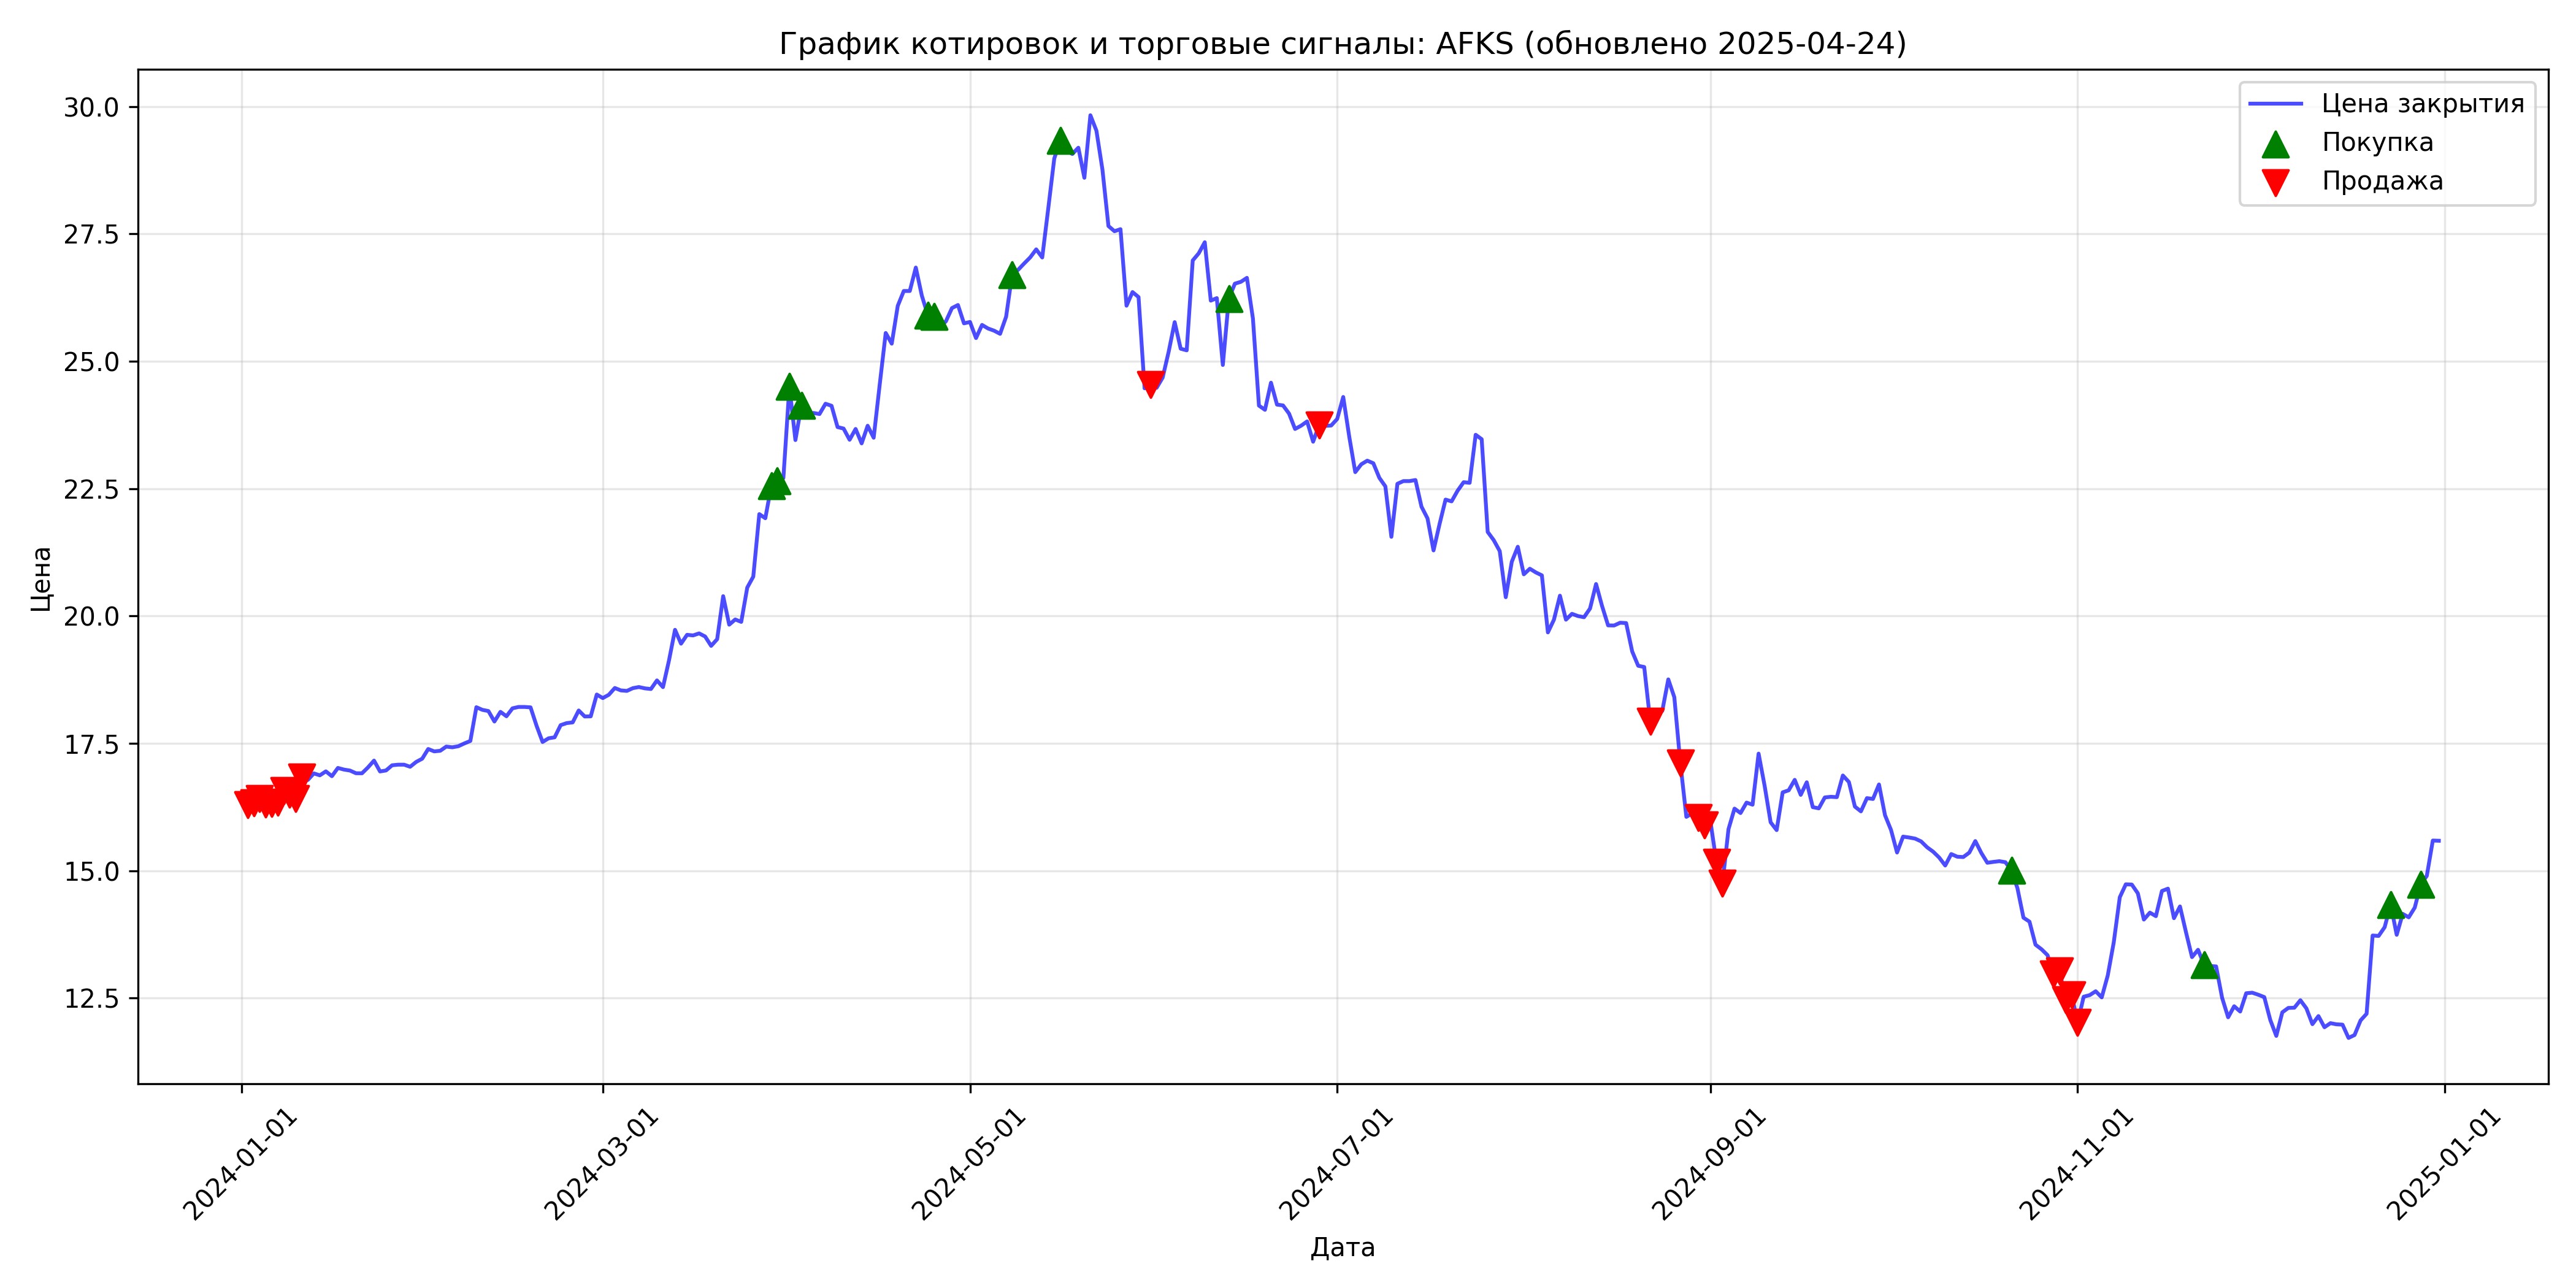 График котировок и торговые сигналы: AFKS (обновлено 2025-04-24)
Цена закрытия
Покупка
Продажа
30.0
27.5
25.0
22.5
20.0
17.5
15.0
12.5
Цена
2024-01-01
2024-03-01
2024-05-01
2024-07-01
2024-09-01
2024-11-01
2025-01-01
Дата